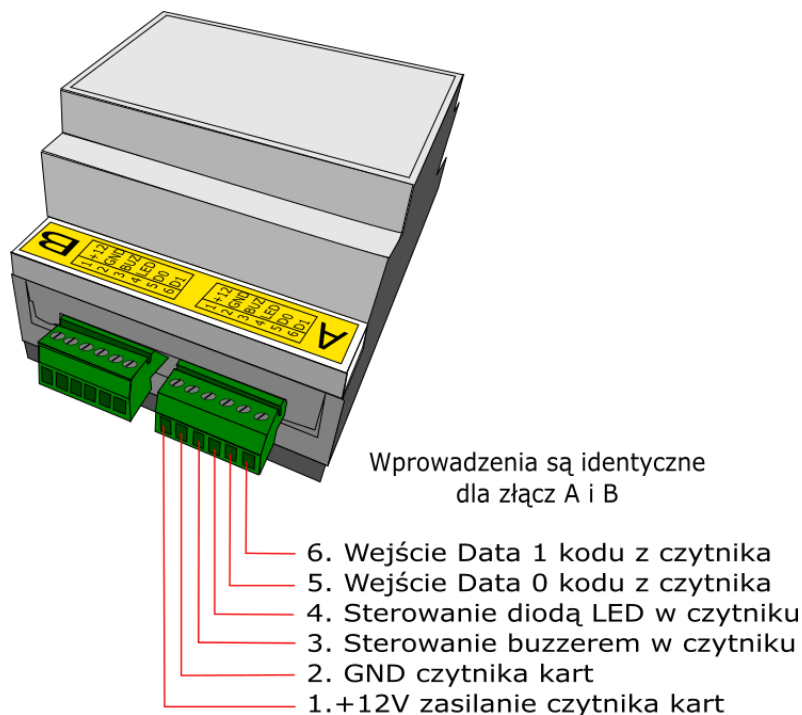 B
1 +12
2 GND
3 BUZ
4 LED
5 D0
6 D1
1 +12
2 GND
3 BUZ
4 LED
5 D0
6 D1
A
Wprowadzenia są identyczne
dla złącz A i B
6. Wejście Data 1 kodu z czytnika
5. Wejście Data 0 kodu z czytnika
4. Sterowanie diodą LED w czytniku
3. Sterowanie buzzerem w czytniku
2. GND czytnika kart
1.+12V zasilanie czytnika kart